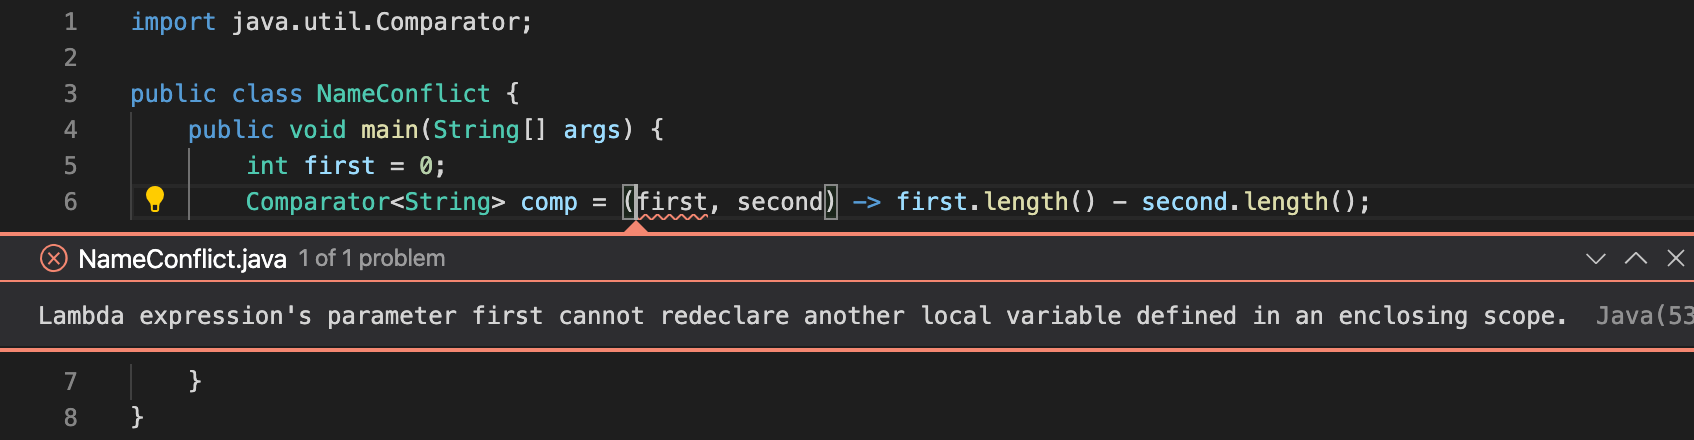 1 import java.util.Comparator;
2
3 public class NameConflict {
4 public void main(String[] args) {
5 int first = 0;
6 Comparator<String> comp = (first, second) -> first.length() - second.length();
NameConflict.java 1 of 1 problem
Lambda expression's parameter first cannot redeclare another local variable defined in an enclosing scope. Java(53
7 }
8 }